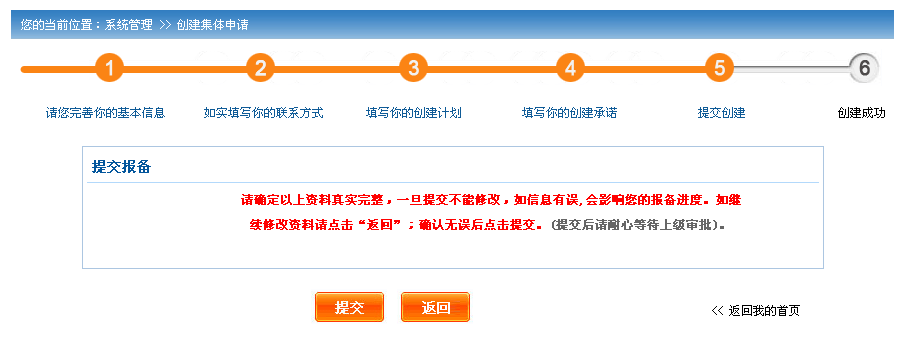 您的当前位置：系统管理 >> 创建集体申请
1 2 3 4 5 6
请您完善你的基本信息 如实填写你的联系方式 填写你的创建计划 填写你的创建承诺 提交创建 创建成功
提交报备
请确定以上资料真实完整，一旦提交不能修改，如信息有误,会影响您的报备进度。如继
续修改资料请点击“返回”；确认无误后点击提交。(提交后请耐心等待上级审批)。
提交 返回 << 返回我的首页